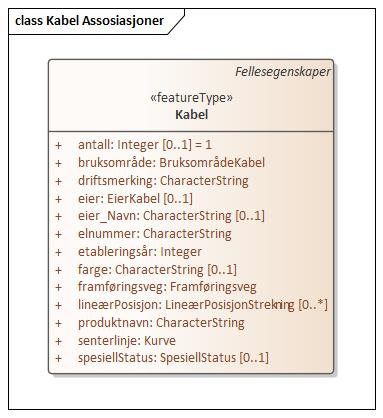 class Kabel Assosiasjoner
Fellesegenskaper
«featureType»
Kabel
+ antall: Integer [0..1] = 1
+ bruksområde: BruksområdeKabel
+ driftsmerking: CharacterString
+ eier: EierKabel [0..1]
+ eier_Navn: CharacterString [0..1]
+ elnummer: CharacterString
+ etableringsår: Integer
+ farge: CharacterString [0..1]
+ framføringsveg: Framføringsveg
+ lineærPosisjon: LineærPosisjonStrekning [0..*]
+ produktnavn: CharacterString
+ senterlinje: Kurve
+ spesiellStatus: SpesiellStatus [0..1]